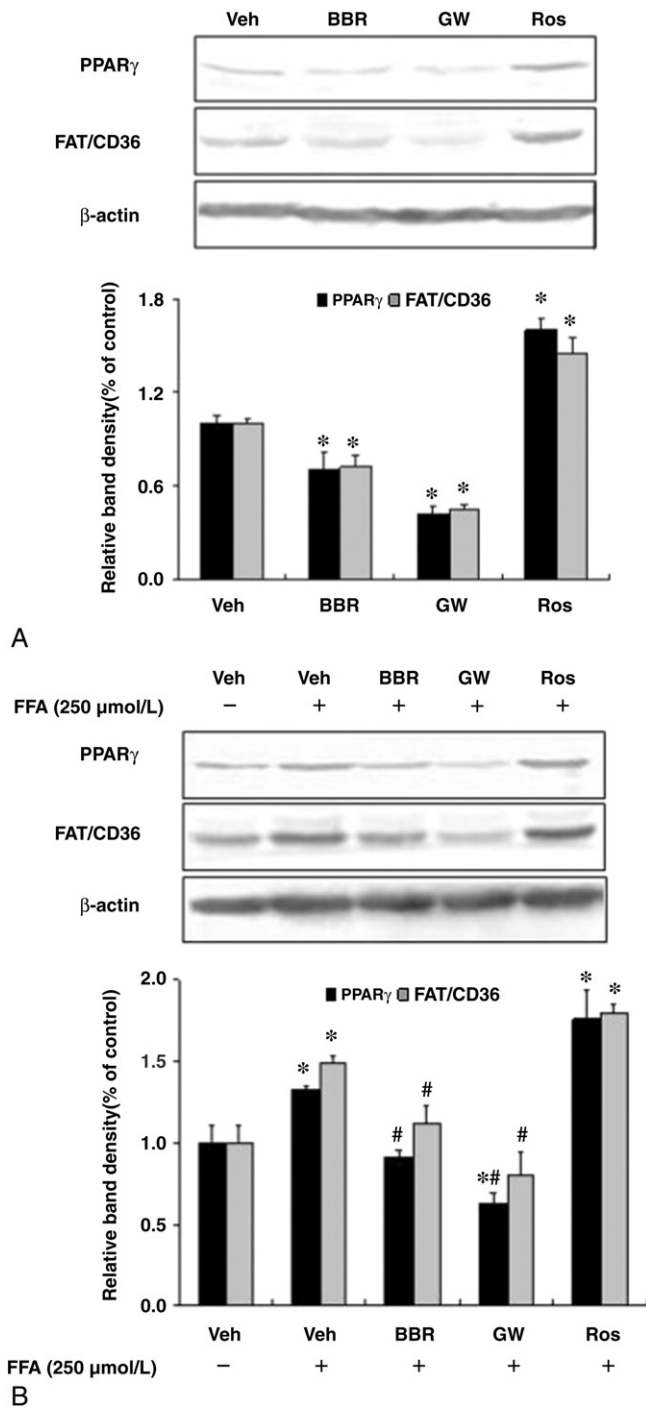 Veh BBR GW Ros
PPARγ
FAT/CD36
β-actin
PPARγ FAT/CD36
Relative band density(% of control)
1.8
1.2
0.6
0.0
* * * * * *
Veh BBR GW Ros
A
Veh Veh BBR GW Ros
FFA (250 µmol/L) − + + + +
PPARγ
FAT/CD36
β-actin
PPARγ FAT/CD36
Relative band density(% of control)
2.0
1.5
1.0
0.5
0.0
* * # # *# # * *
Veh Veh BBR GW Ros
FFA (250 µmol/L) − + + + +
B